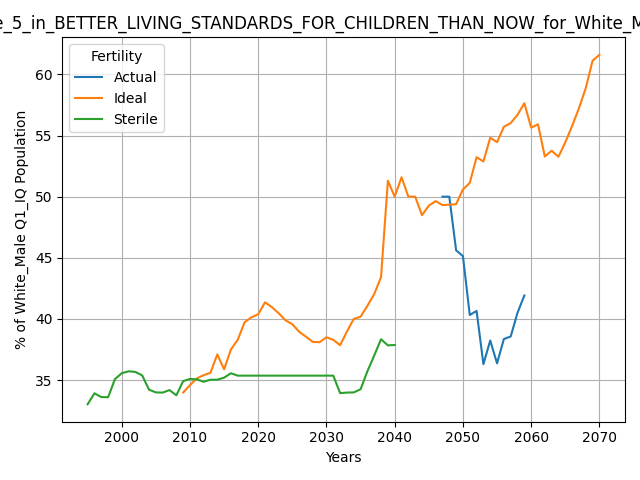 _5_in_BETTER_LIVING_STANDARDS_FOR_CHILDREN_THAN_NOW_for_White_M
Fertility
Actual
Ideal
Sterile
% of White_Male Q1_IQ Population
60
55
50
45
40
35
2000 2010 2020 2030 2040 2050 2060 2070
Years